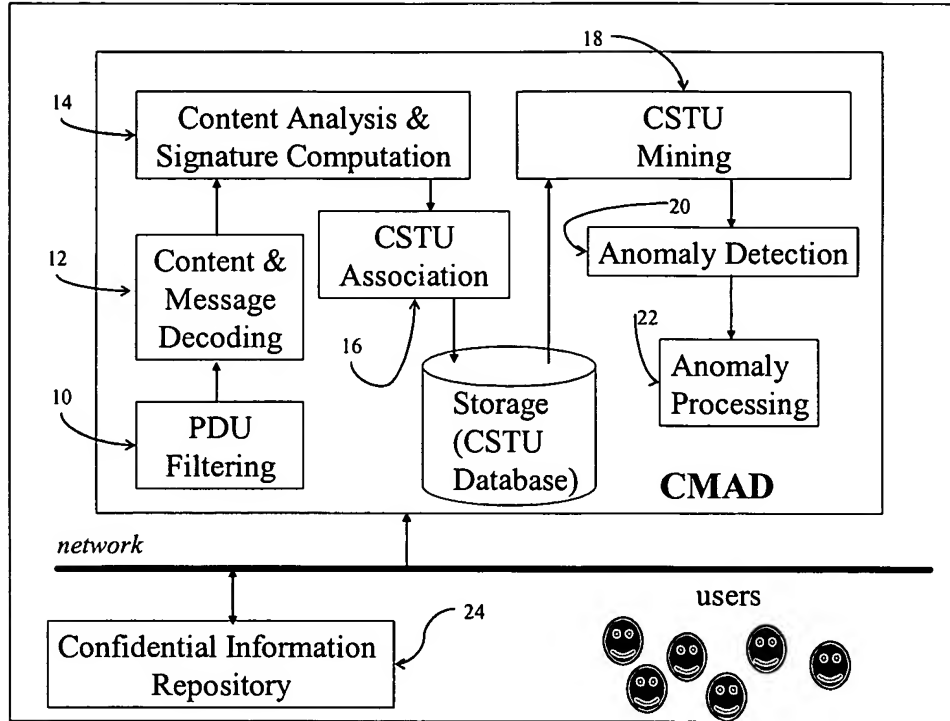 18
14
Content Analysis &
Signature Computation
CSTU
Mining
20
12
Content &
Message
Decoding
CSTU
Association
Anomaly Detection
16
22
Anomaly
Processing
10
PDU
Filtering
Storage
(CSTU
Database)
CMAD
network
users
24
Confidential Information
Repository